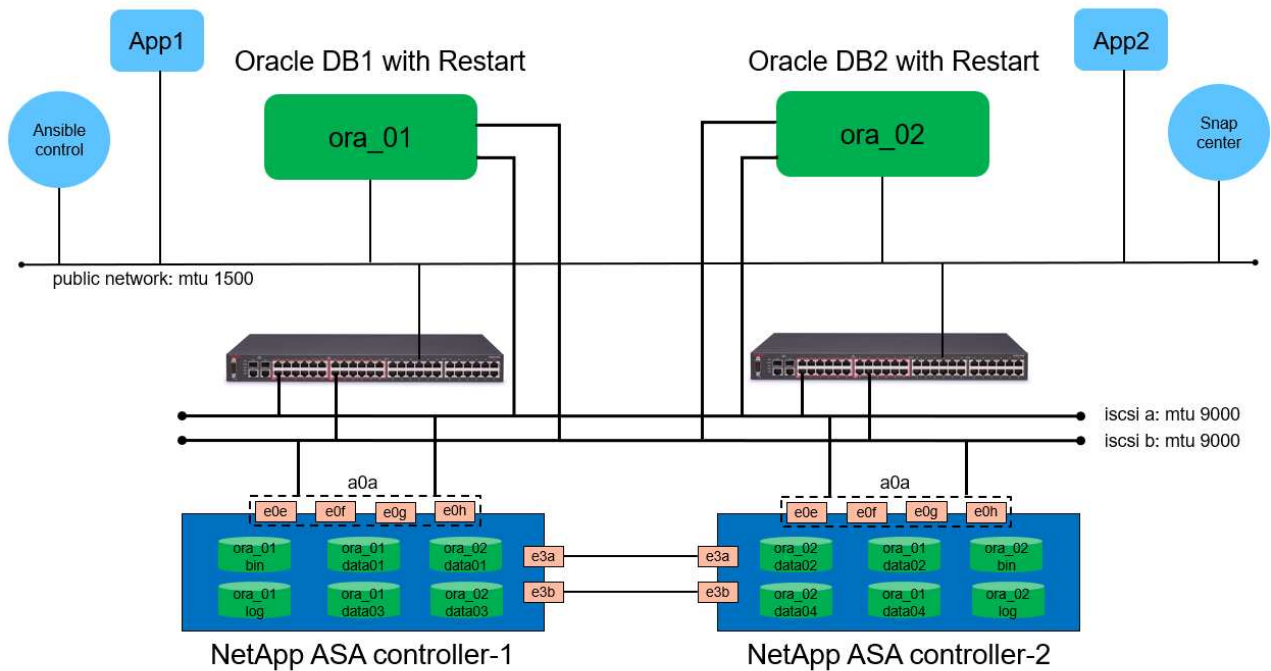 App1
App2
Oracle DB1 with Restart
Oracle DB2 with Restart
Ansible
control
ora_01
ora_02
Snap
center
public network: mtu 1500
iscsi a: mtu 9000
iscsi b: mtu 9000
a0a
a0a
e0e
e0f
e0g
e0h
e0e
e0f
e0g
e0h
ora_01
bin
ora_01
data01
ora_02
data01
ora_01
log
ora_01
data03
ora_02
data03
e3a
e3b
e3a
e3b
ora_02
data02
ora_01
data02
ora_02
bin
ora_02
data04
ora_01
data04
ora_02
log
NetApp ASA controller-1
NetApp ASA controller-2